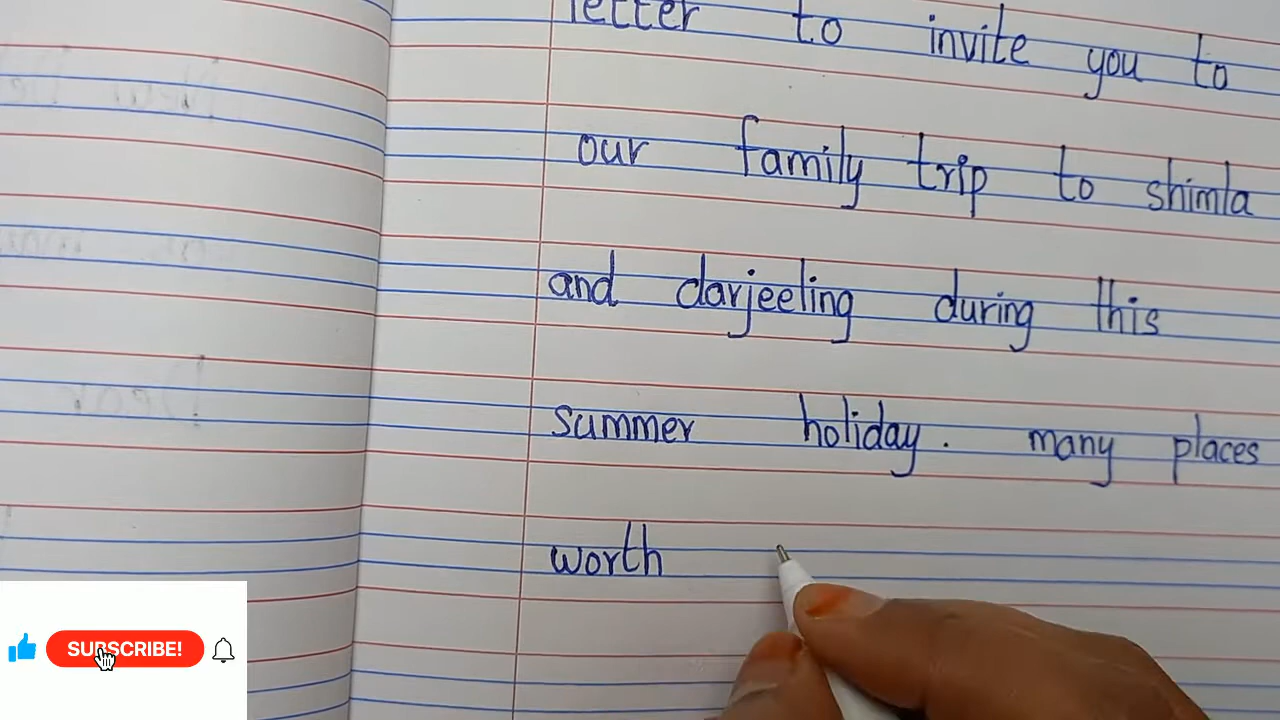 letter to invite you to
our family trip to shimla
and darjeeling during this
summer holiday. many places
worth
SUBSCRIBE!